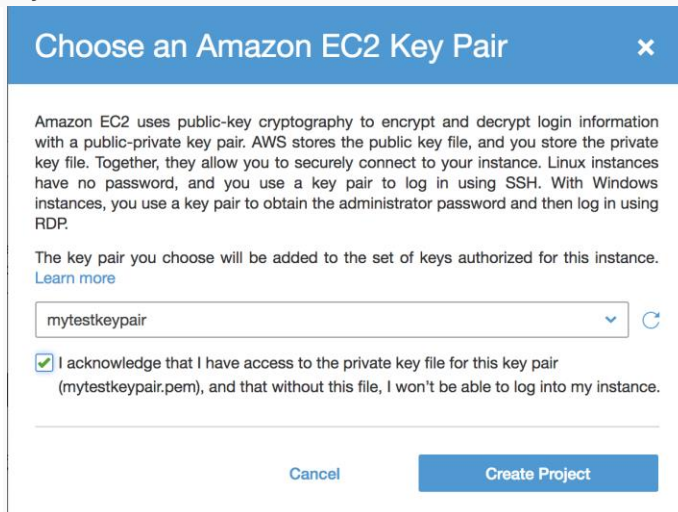 Choose an Amazon EC2 Key Pair
Amazon EC2 uses public-key cryptography to encrypt and decrypt login information
with a public-private key pair. AWS stores the public key file, and you store the private
key file. Together, they allow you to securely connect to your instance. Linux instances
have no password, and you use a key pair to log in using SSH. With Windows
instances, you use a key pair to obtain the administrator password and then log in using
RDP.
The key pair you choose will be added to the set of keys authorized for this instance.
Learn more
mytestkeypair
I acknowledge that I have access to the private key file for this key pair
(mytestkeypair.pem), and that without this file, I won't be able to log into my instance.
Cancel
Create Project